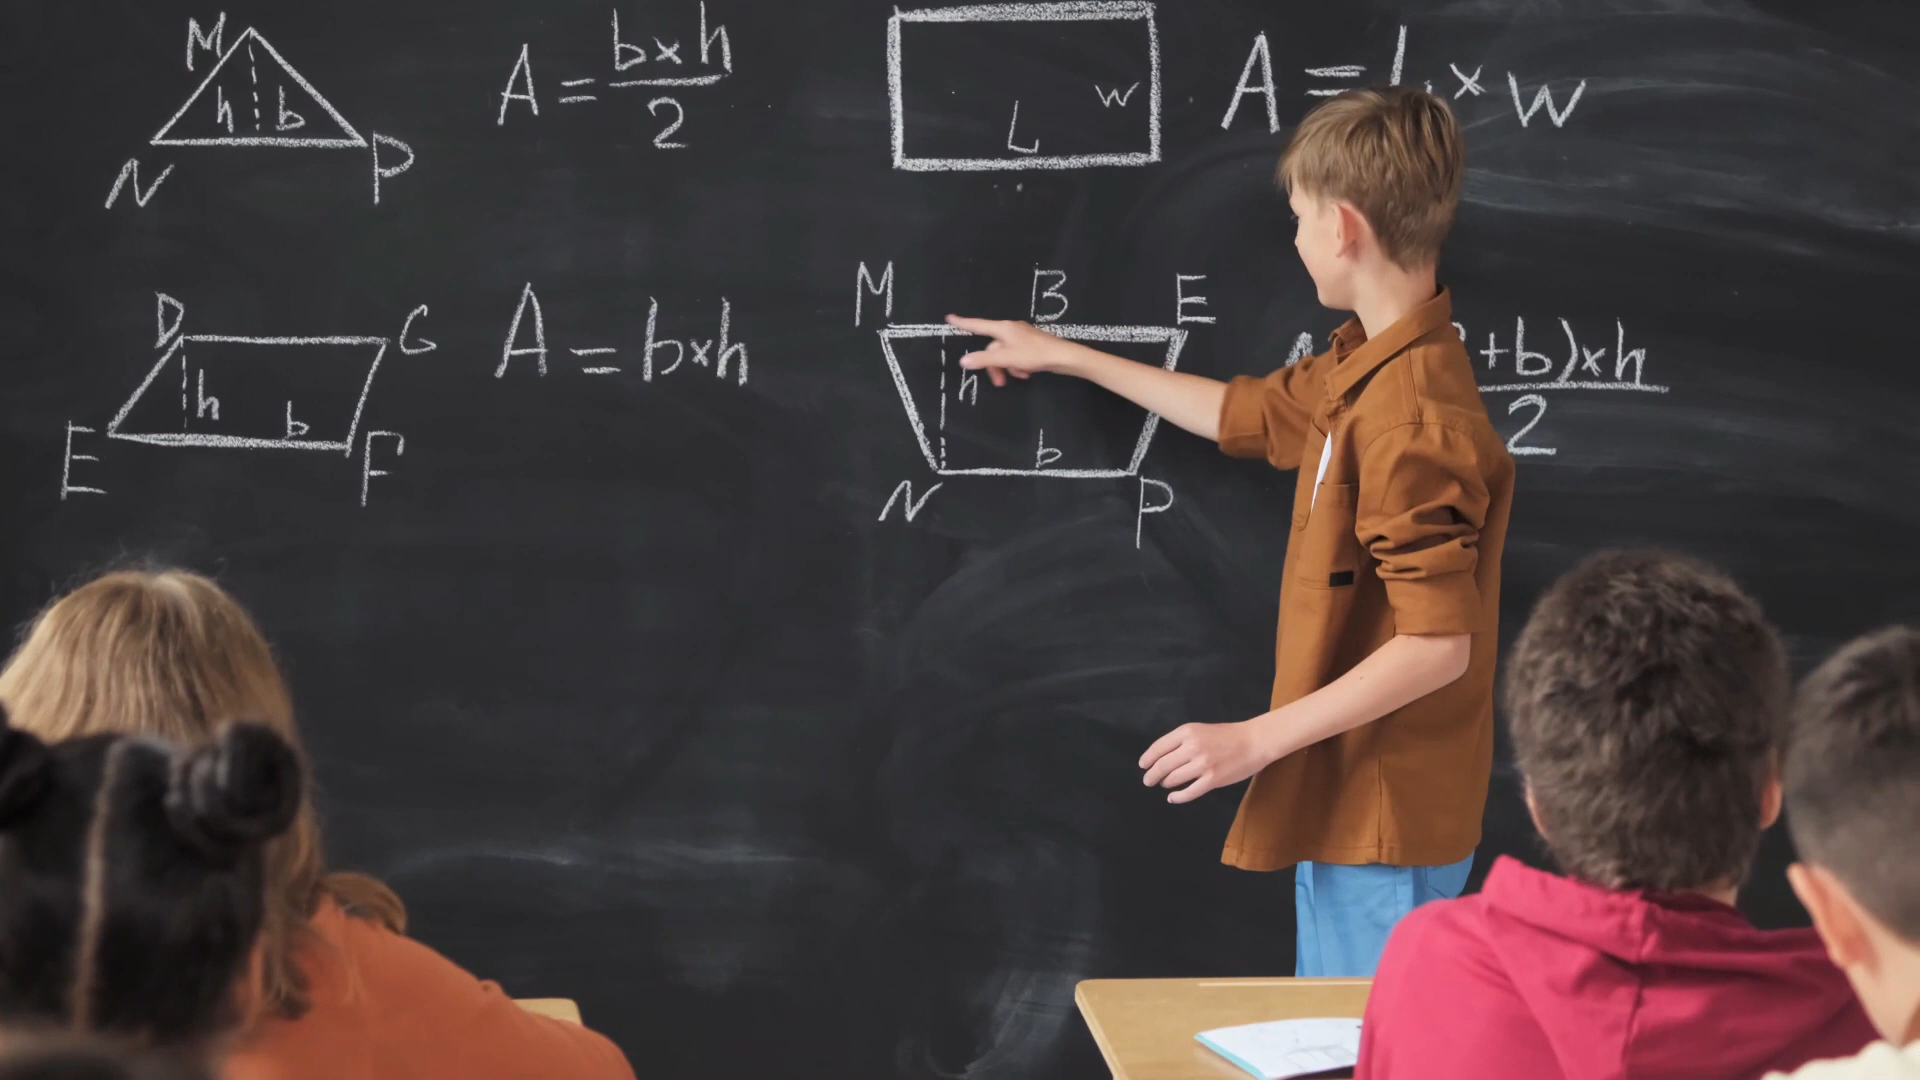 M
h b
N P
A = b×h
2
L w
A = L × w
D G
h b
E F
A = b×h
M B E
h
b
N P
+b)×h
2